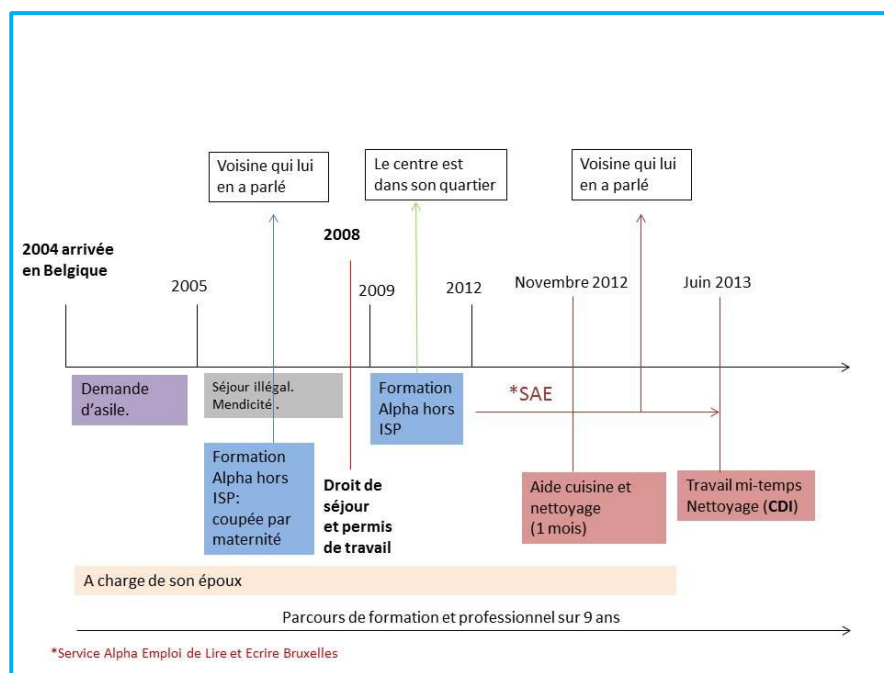 Voisine qui lui
en a parlé
Le centre est
dans son quartier
Voisine qui lui
en a parlé
2004 arrivée
en Belgique
2005
2008
2009
2012
Novembre 2012
Juin 2013
Demande
d'asile.
Séjour illégal.
Mendicité .
Formation
Alpha hors
ISP
*SAE
Formation
Alpha hors
ISP:
coupée par
maternité
Droit de
séjour
et permis
de travail
Aide cuisine et
nettoyage
(1 mois)
Travail mi-temps
Nettoyage (CDI)
A charge de son époux
Parcours de formation et professionnel sur 9 ans
*Service Alpha Emploi de Lire et Ecrire Bruxelles